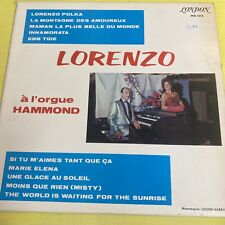 LORENZO POLKA
LA MONTAGNE DES AMOUREUX
MAMAN LA PLUS BELLE DU MONDE
INNAMORATA
EBB TIDE
LONDON
LORENZO
à l'orgue
HAMMOND
SI TU M'AIMES TANT QUE ÇA
MARIE ELENA
UNE GLACE AU SOLEIL
MOINS QUE RIEN (MISTY)
THE WORLD IS WAITING FOR THE SUNRISE